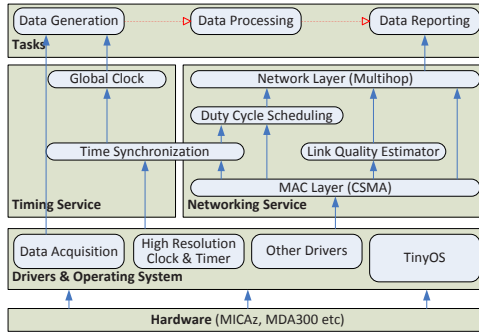 Data Generation
Data Processing
Data Reporting
Tasks
Global Clock
Network Layer (Multihop)
Duty Cycle Scheduling
Time Synchronization
Link Quality Estimator
MAC Layer (CSMA)
Timing Service
Networking Service
Data Acquisition
High Resolution
Clock & Timer
Other Drivers
TinyOS
Drivers & Operating System
Hardware (MICAz, MDA300 etc)